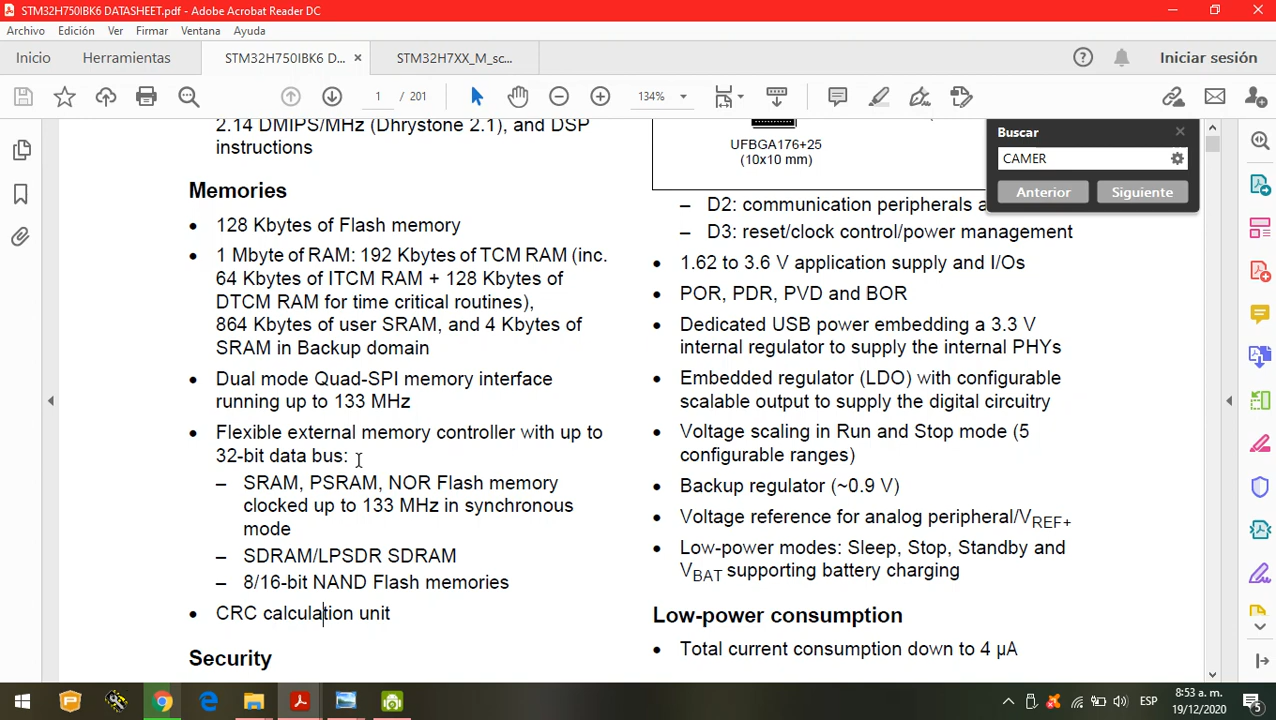 STM32H750IBK6 DATASHEET.pdf - Adobe Acrobat Reader DC
Archivo Edición Ver Firmar Ventana Ayuda
Inicio Herramientas STM32H750IBK6 D... × STM32H7XX_M_sc... Iniciar sesión
1 / 201 134%
2.14 DMIPS/MHz (Dhrystone 2.1), and DSP
instructions
Memories
• 128 Kbytes of Flash memory
• 1 Mbyte of RAM: 192 Kbytes of TCM RAM (inc.
64 Kbytes of ITCM RAM + 128 Kbytes of
DTCM RAM for time critical routines),
864 Kbytes of user SRAM, and 4 Kbytes of
SRAM in Backup domain
• Dual mode Quad-SPI memory interface
running up to 133 MHz
• Flexible external memory controller with up to
32-bit data bus:
– SRAM, PSRAM, NOR Flash memory
clocked up to 133 MHz in synchronous
mode
– SDRAM/LPSDR SDRAM
– 8/16-bit NAND Flash memories
• CRC calculation unit
Security
UFBGA176+25
(10x10 mm)
– D2: communication peripherals
– D3: reset/clock control/power management
• 1.62 to 3.6 V application supply and I/Os
• POR, PDR, PVD and BOR
• Dedicated USB power embedding a 3.3 V
internal regulator to supply the internal PHYs
• Embedded regulator (LDO) with configurable
scalable output to supply the digital circuitry
• Voltage scaling in Run and Stop mode (5
configurable ranges)
• Backup regulator (~0.9 V)
• Voltage reference for analog peripheral/VREF+
• Low-power modes: Sleep, Stop, Standby and
VBAT supporting battery charging
Low-power consumption
• Total current consumption down to 4 µA
Buscar
CAMER
Anterior Siguiente
ESP
8:53 a. m.
19/12/2020
5